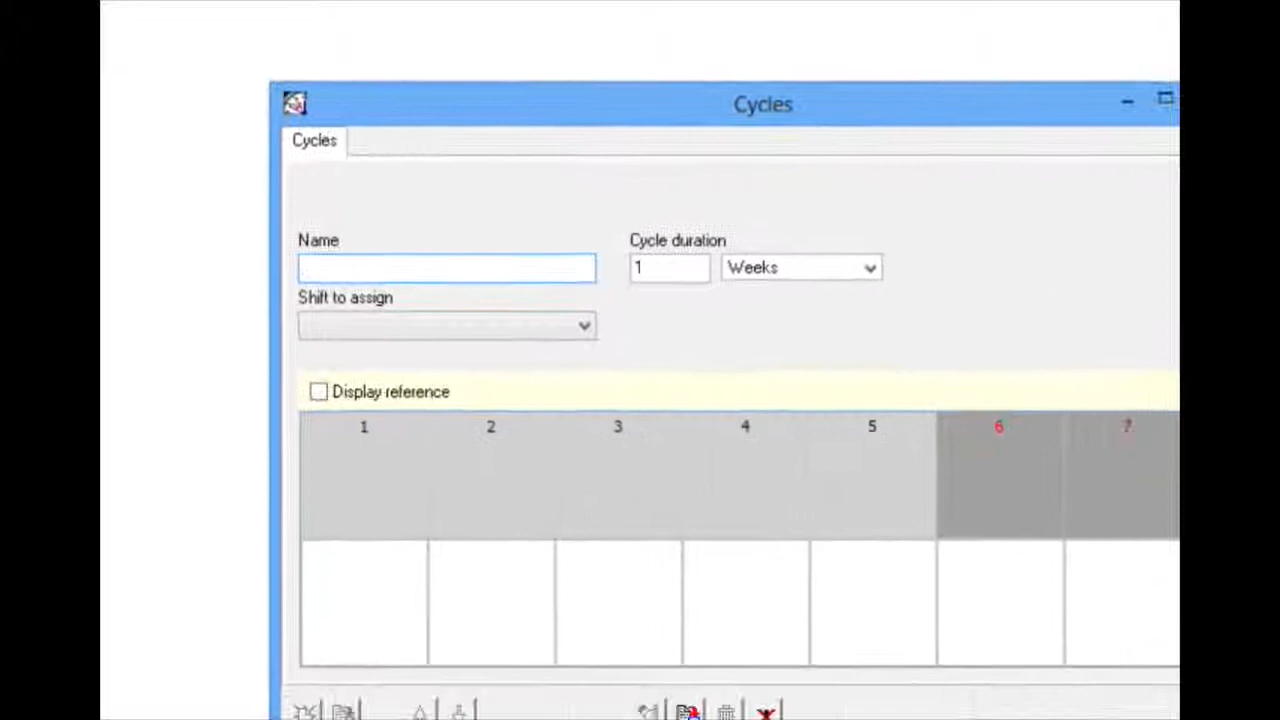 Cycles
Cycles
Name
Cycle duration
1 Weeks
Shift to assign
Display reference
1 2 3 4 5 6 7